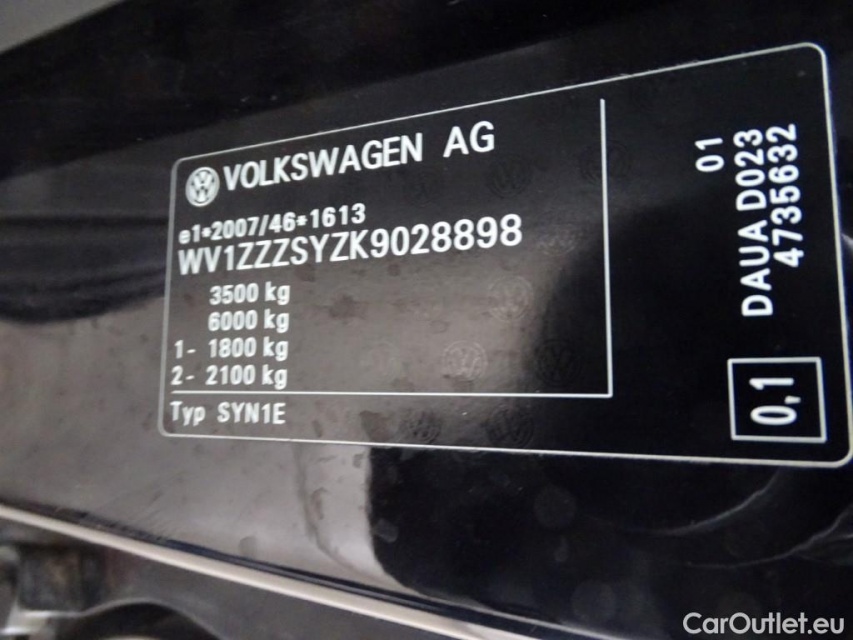 VOLKSWAGEN AG
e1*2007/46*1613
WV1ZZZSYZK9028898
3500 kg
6000 kg
1- 1800 kg
2- 2100 kg
Typ SYN1E
01
DAUA D023
4735632
0,1
CarOutlet.eu